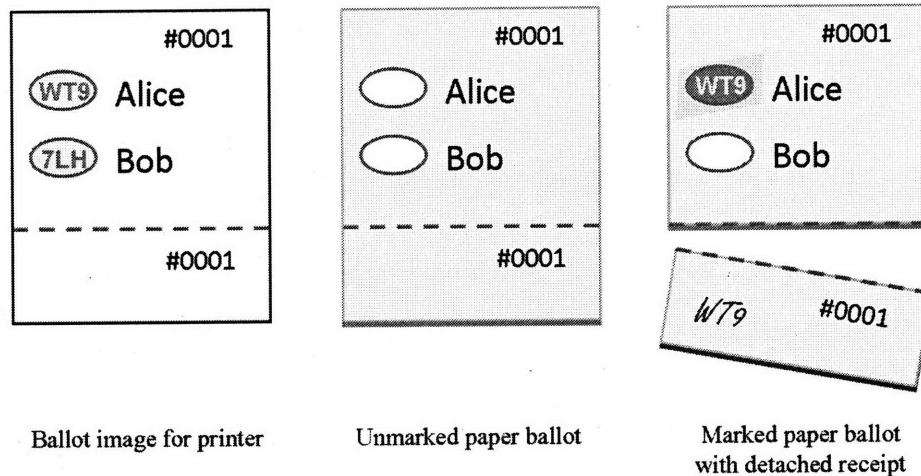 #0001
WT9 Alice
7LH Bob
#0001
Ballot image for printer
#0001
Alice
Bob
#0001
Unmarked paper ballot
#0001
WT9 Alice
Bob
WT9 #0001
Marked paper ballot
with detached receipt